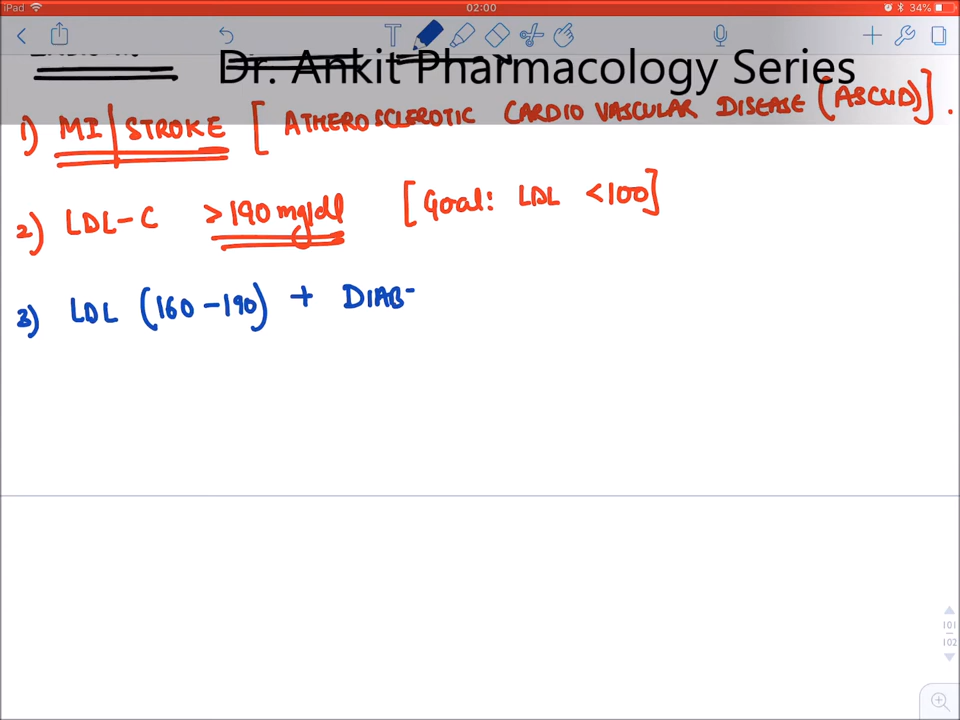 iPad 02:00 34%
T
Dr. Ankit Pharmacology Series
1) MI | STROKE [ ATHEROSCLEROTIC CARDIO VASCULAR DISEASE (ASCVD) ] .
2) LDL-C >190 mg/dl [Goal: LDL <100]
3) LDL (160-190) + DIAB-
101
102